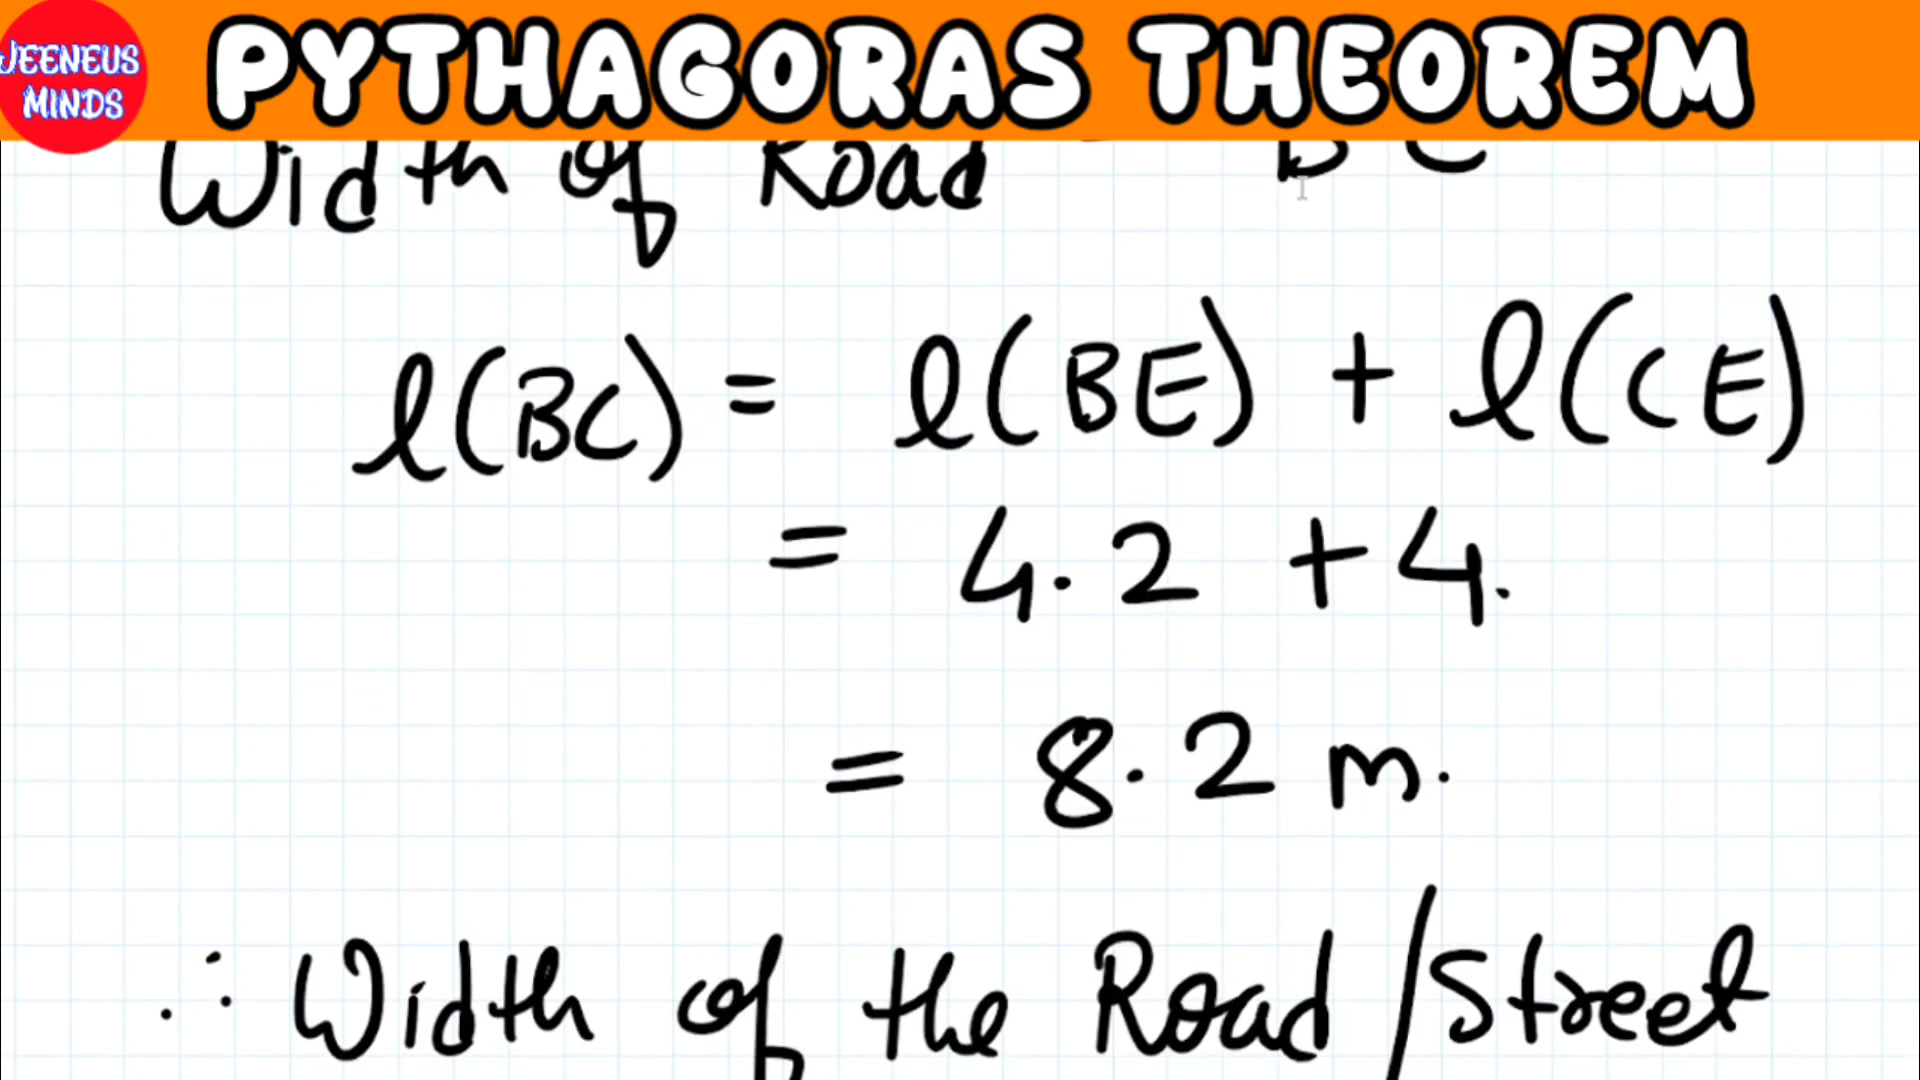 JEENEUS
MINDS
PYTHAGORAS THEOREM
Width of Road BC
l(BC) = l(BE) + l(CE)
= 4.2 + 4.
= 8.2 m.
∴ Width of the Road/Street